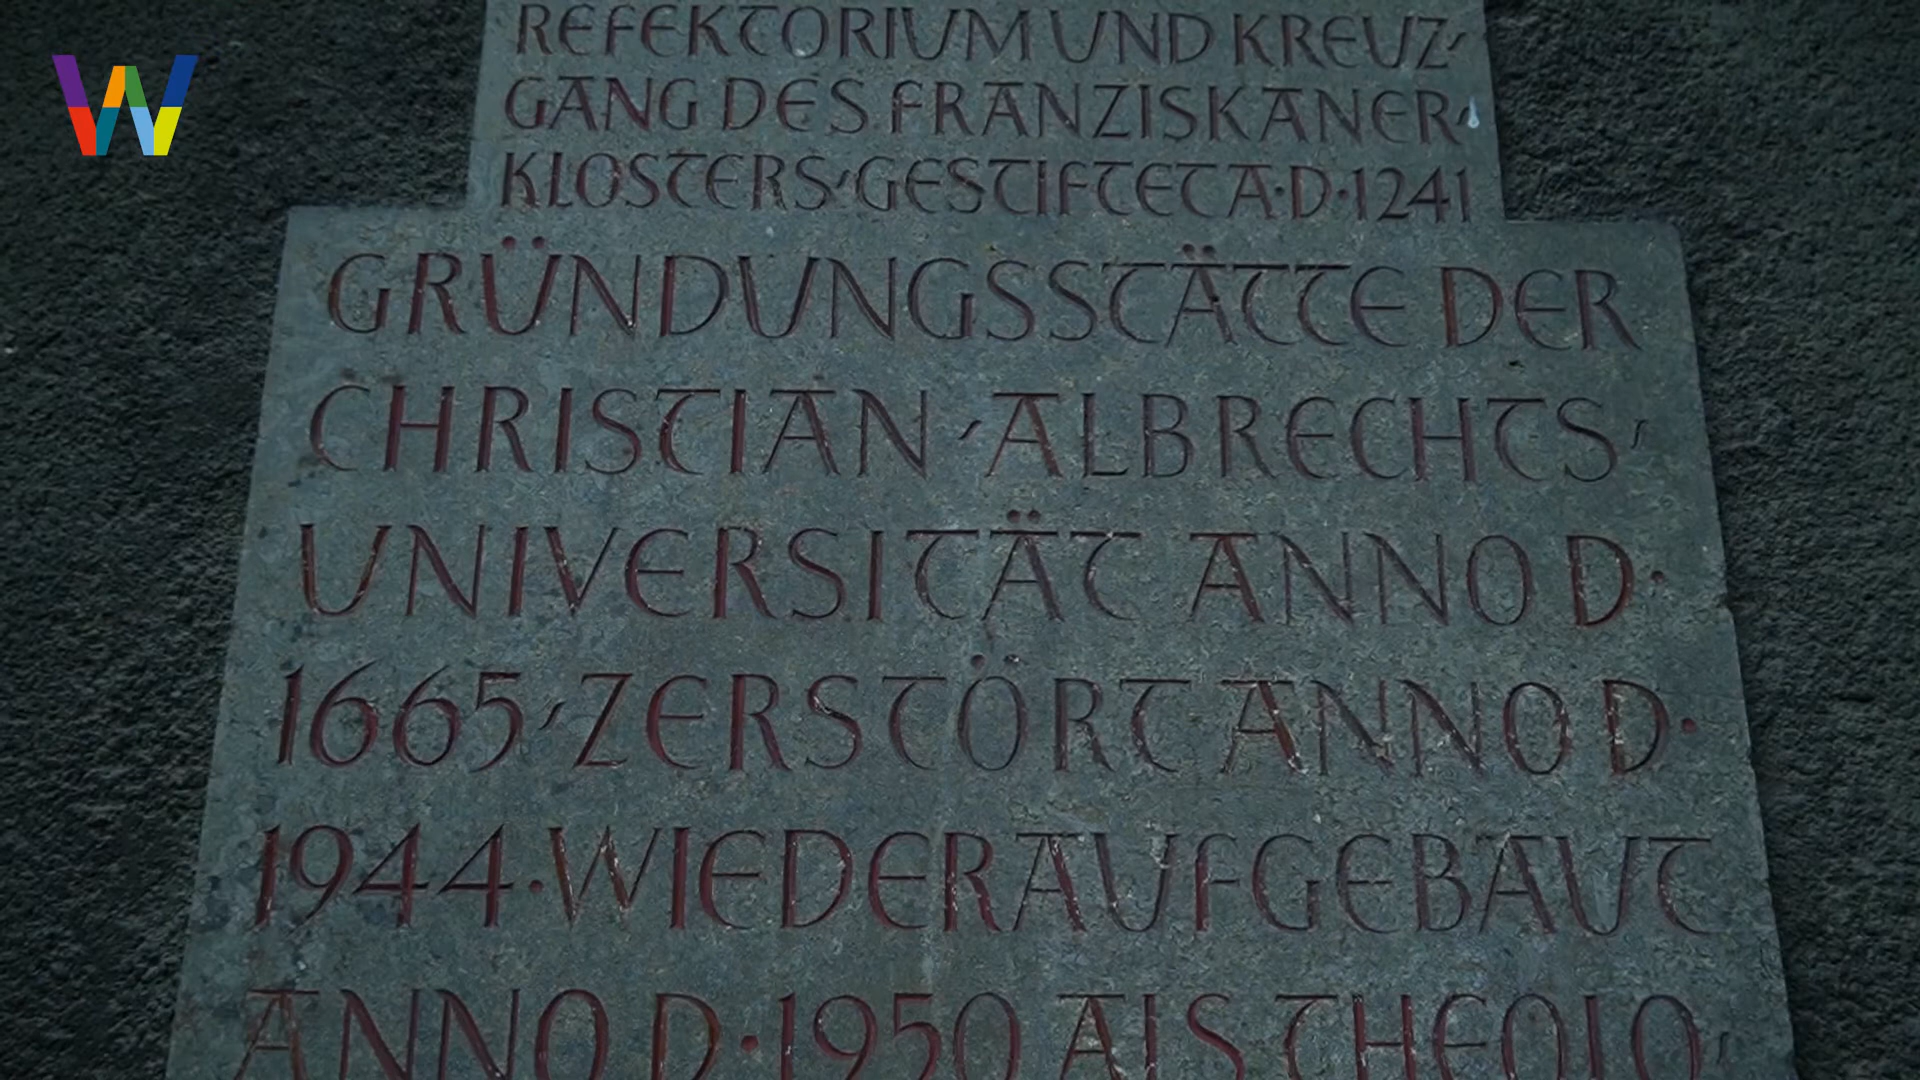 W
REFEKTORIUM UND KREUZ-
GANG DES FRANZISKANER-
KLOSTERS, GESTIFTET A·D·1241
GRÜNDUNGSSTÄTTE DER
CHRISTIAN-ALBRECHTS-
UNIVERSITÄT ANNO D·
1665, ZERSTÖRT ANNO D·
1944·WIEDERAUFGEBAUT
ANNO D·1950 ALS THEOLO-